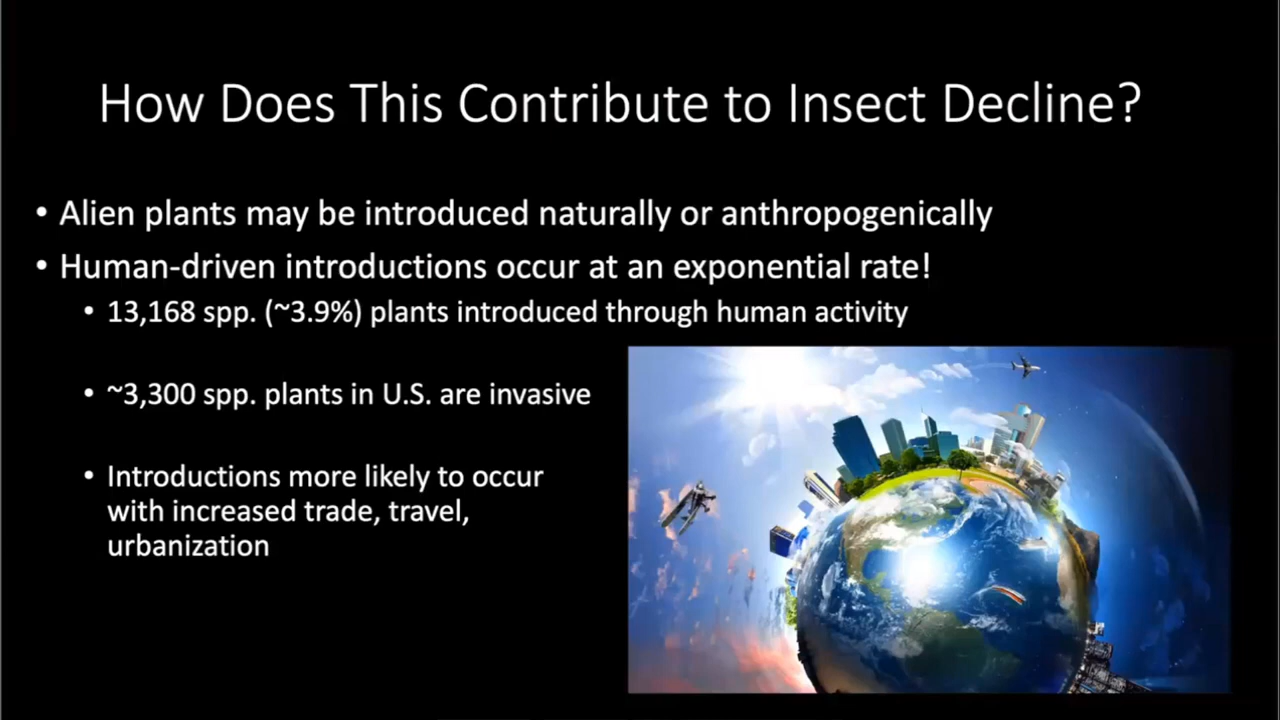 How Does This Contribute to Insect Decline?
• Alien plants may be introduced naturally or anthropogenically
• Human-driven introductions occur at an exponential rate!
• 13,168 spp. (~3.9%) plants introduced through human activity
• ~3,300 spp. plants in U.S. are invasive
• Introductions more likely to occur
with increased trade, travel,
urbanization